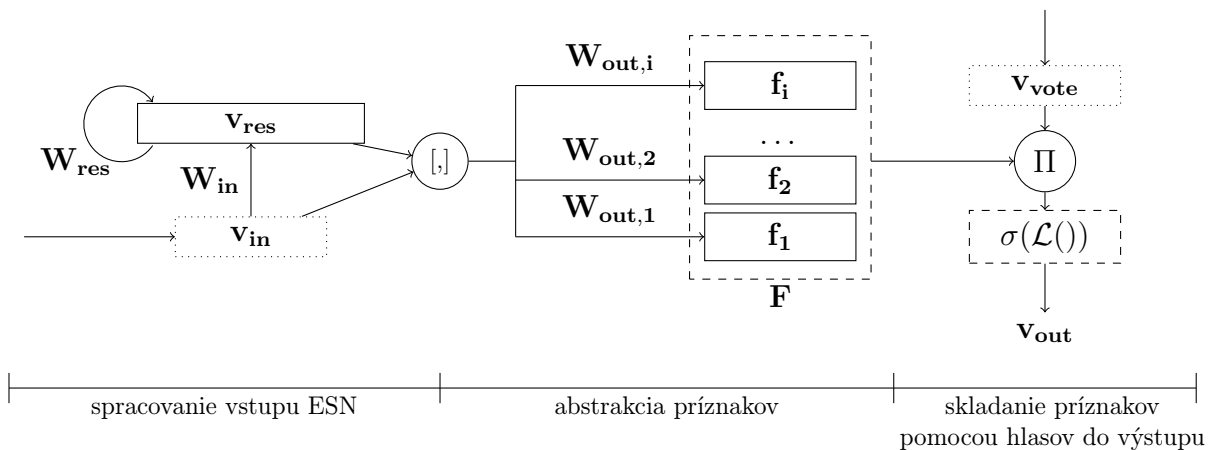 W_out,i
f_i
v_vote
v_res
W_res
...
[,]
W_out,2
f_2
∏
W_in
W_out,1
v_in
f_1
σ(ℒ())
F
v_out
spracovanie vstupu ESN
abstrakcia príznakov
skladanie príznakov
pomocou hlasov do výstupu